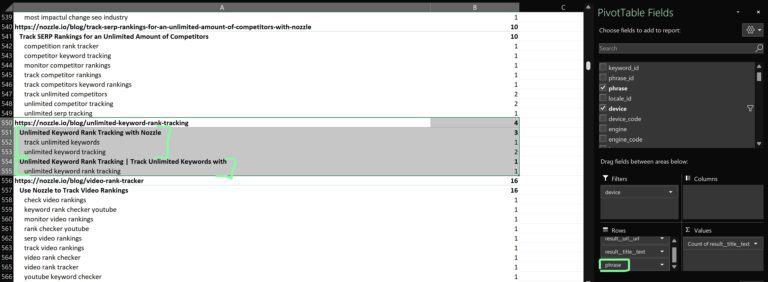 A B C
539 most impactul change seo industry 1
540 https://nozzle.io/blog/track-serp-rankings-for-an-unlimited-amount-of-competitors-with-nozzle 10
541 Track SERP Rankings for an Unlimited Amount of Competitors 10
542 competition rank tracker 1
543 competitor keyword tracking 1
544 monitor competitor rankings 1
545 track competitor rankings 1
546 track competitors keyword rankings 1
547 track unlimited competitors 2
548 unlimited competitor tracking 2
549 unlimited serp tracking 1
550 https://nozzle.io/blog/unlimited-keyword-rank-tracking 4
551 Unlimited Keyword Rank Tracking with Nozzle 3
552 track unlimited keywords 1
553 unlimited keyword tracking 2
554 Unlimited Keyword Rank Tracking | Track Unlimited Keywords with 1
555 unlimited keyword rank tracking 1
556 https://nozzle.io/blog/video-rank-tracker 16
557 Use Nozzle to Track Video Rankings 16
558 check video rankings 1
559 keyword rank checker youtube 1
560 monitor video rankings 1
561 rank checker youtube 1
562 serp video rankings 1
563 track video rankings 1
564 video rank checker 1
565 video rank tracker 1
566 youtube keyword checker 1
PivotTable Fields
Choose fields to add to report:
Search
keyword_id
phrase_id
phrase
locale_id
device
device_code
engine
engine_code
Drag fields between areas below:
Filters
device
Columns
Rows
result__url__url
result__title__text
phrase
Σ Values
Count of result__title__text